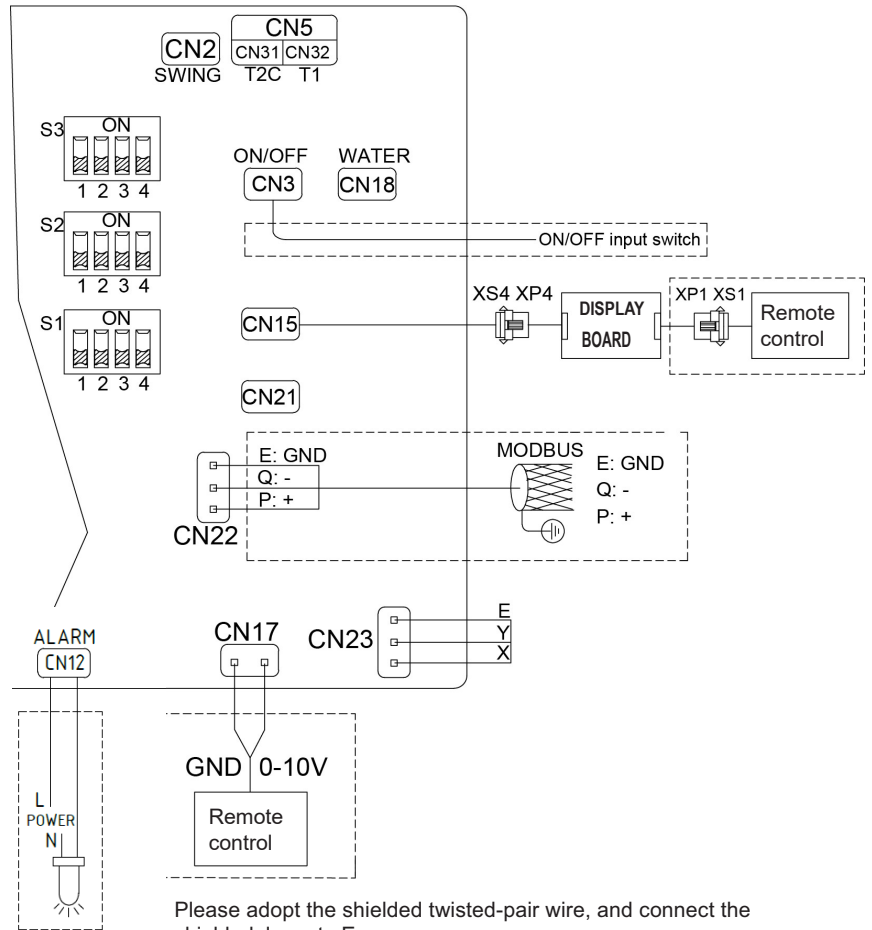 CN5
CN2 CN31 CN32
SWING T2C T1
S3 ON
1 2 3 4
ON/OFF WATER
CN3 CN18
S2 ON
1 2 3 4
ON/OFF input switch
XS4 XP4 XP1 XS1
S1 ON
1 2 3 4
CN15
DISPLAY
BOARD
Remote
control
CN21
MODBUS
E: GND
Q: -
P: +
CN22
E: GND
Q: -
P: +
ALARM
CN12
CN17
CN23
E
Y
X
GND 0-10V
Remote
control
L
POWER
N
Please adopt the shielded twisted-pair wire, and connect the